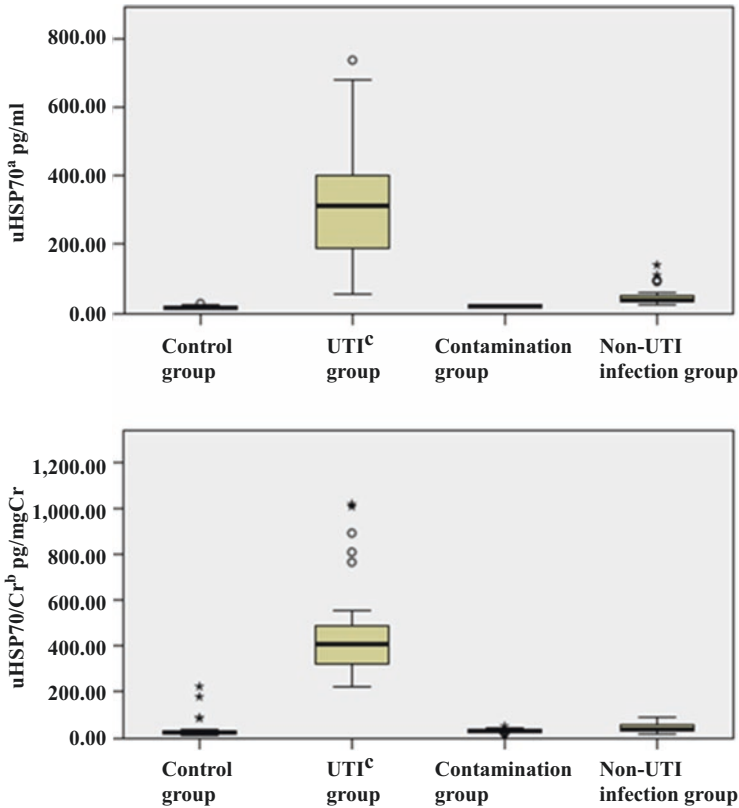 uHSP70ᵃ pg/ml
800.00
600.00
400.00
200.00
0.00
Control group
UTIᶜ group
Contamination group
Non-UTI infection group
uHSP70/Crᵇ pg/mgCr
1,200.00
1,000.00
800.00
600.00
400.00
200.00
0.00
Control group
UTIᶜ group
Contamination group
Non-UTI infection group